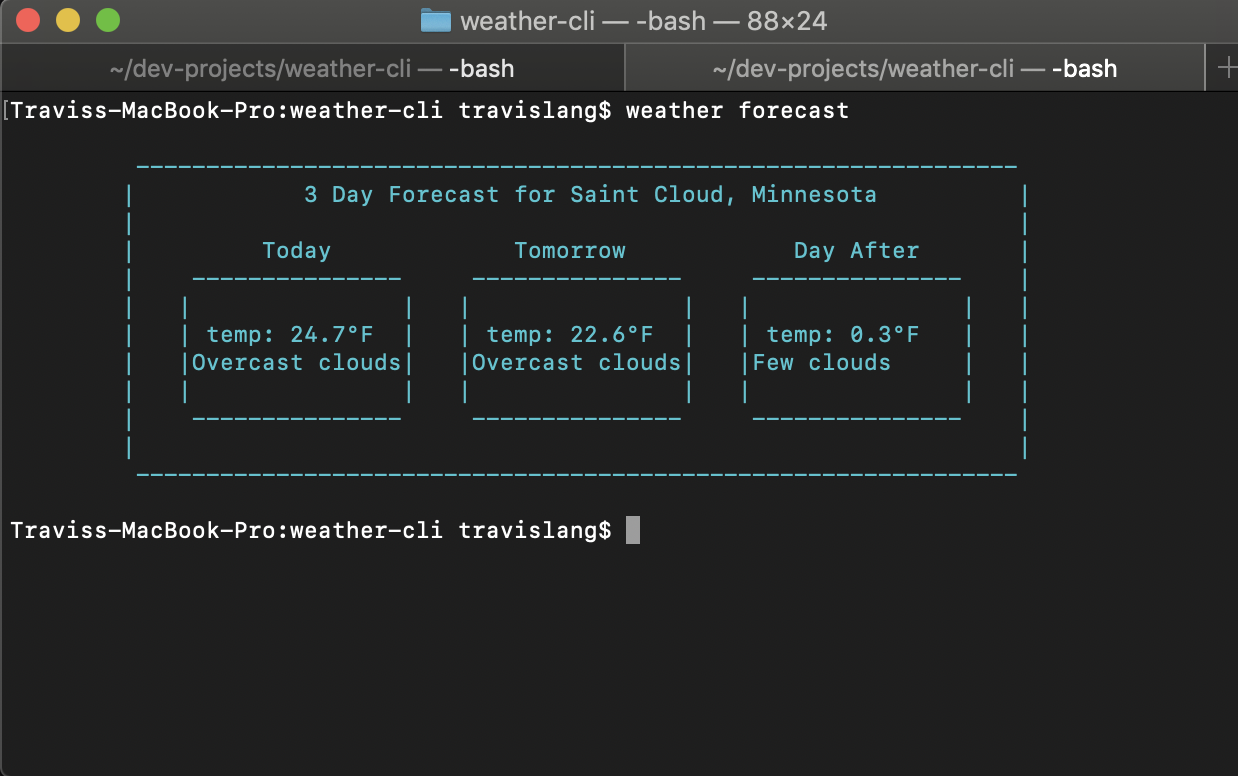 weather-cli — -bash — 88×24
~/dev-projects/weather-cli — -bash ~/dev-projects/weather-cli — -bash
[Traviss-MacBook-Pro:weather-cli travislang$ weather forecast
3 Day Forecast for Saint Cloud, Minnesota
Today Tomorrow Day After
temp: 24.7°F temp: 22.6°F temp: 0.3°F
Overcast clouds Overcast clouds Few clouds
Traviss-MacBook-Pro:weather-cli travislang$